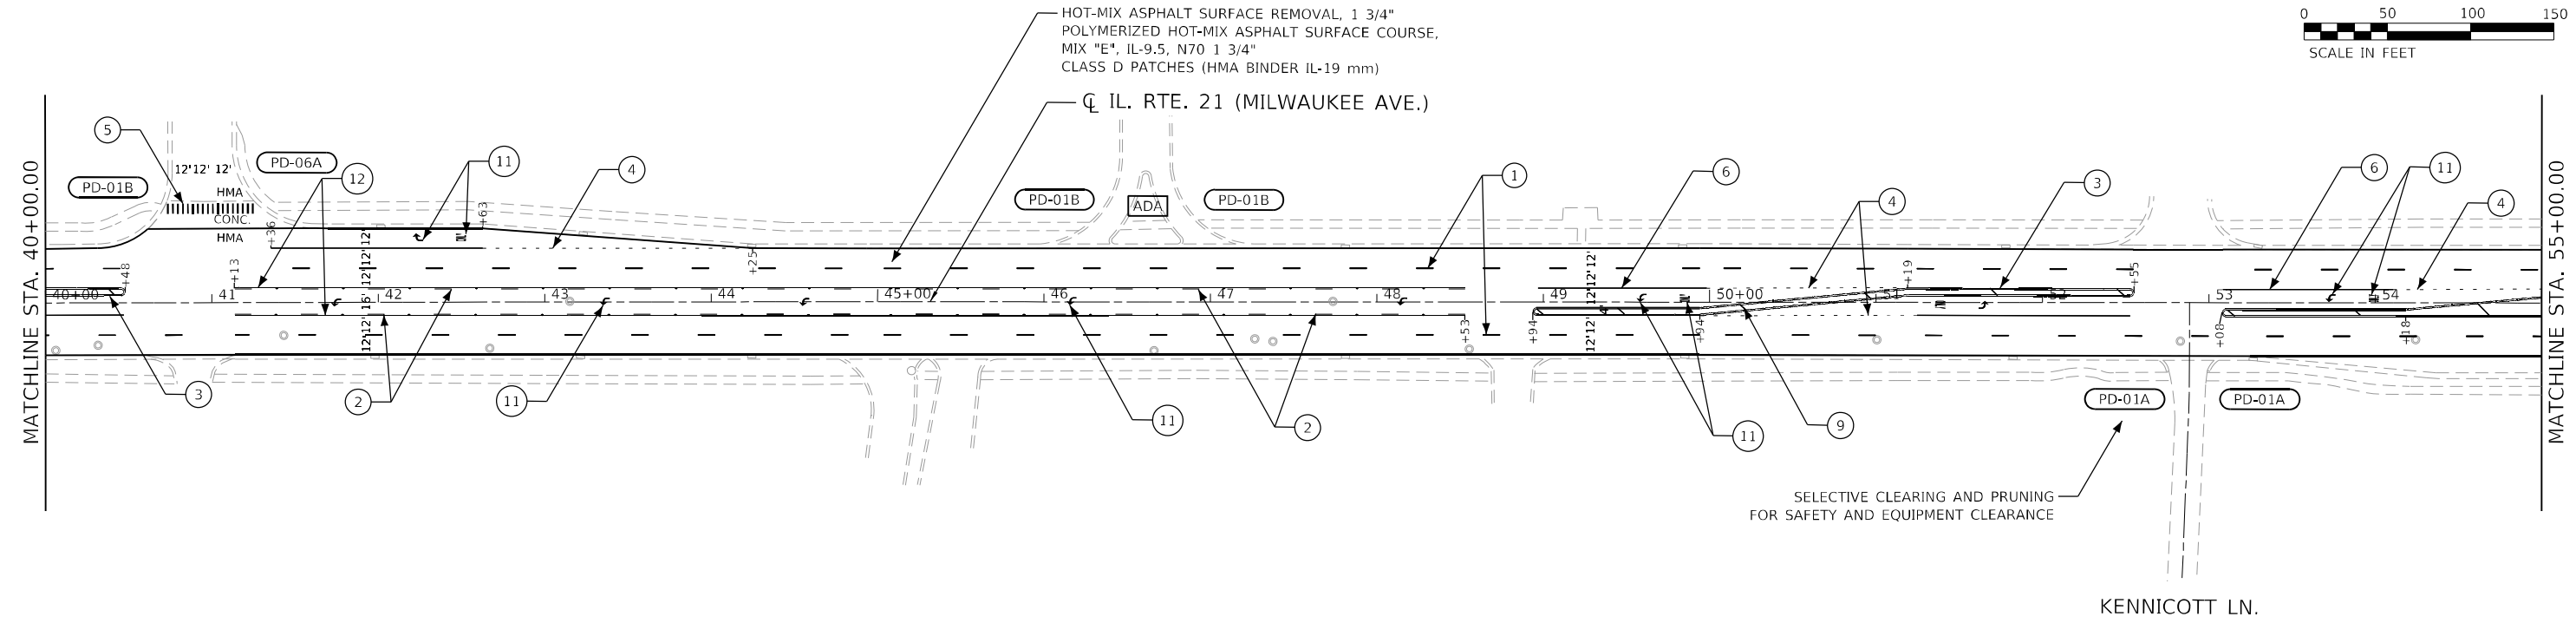 HOT-MIX ASPHALT SURFACE REMOVAL, 1 3/4"
POLYMERIZED HOT-MIX ASPHALT SURFACE COURSE,
MIX "E", IL-9.5, N70 1 3/4"
CLASS D PATCHES (HMA BINDER IL-19 mm)
0 50 100 150
SCALE IN FEET
℄ IL. RTE. 21 (MILWAUKEE AVE.)
MATCHLINE STA. 40+00.00
MATCHLINE STA. 55+00.00
5
PD-01B
12'12' 12'
PD-06A
12
11
4
HMA
CONC.
HMA
PD-01B
ADA
PD-01B
1
6
4
3
6
11
4
+48
+13
+36
+63
+25
12'12' 16' 12'12'12'
12'12' 12'12'12'
+53
+94
+94
+19
+55
+08
+18
40+00
41
42
43
44
45+00
46
47
48
49
50+00
51
52
53
54
3
2
11
11
2
11
9
PD-01A
PD-01A
SELECTIVE CLEARING AND PRUNING
FOR SAFETY AND EQUIPMENT CLEARANCE
KENNICOTT LN.